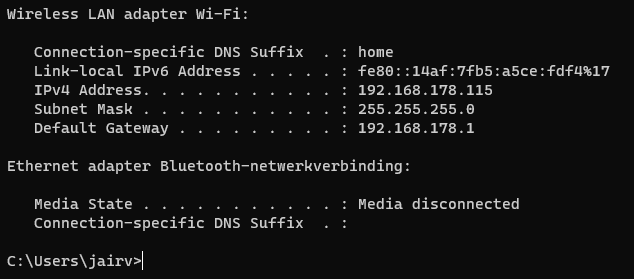 Wireless LAN adapter Wi-Fi:
Connection-specific DNS Suffix  . : home
Link-local IPv6 Address . . . . . : fe80::14af:7fb5:a5ce:fdf4%17
IPv4 Address. . . . . . . . . . . : 192.168.178.115
Subnet Mask . . . . . . . . . . . : 255.255.255.0
Default Gateway . . . . . . . . . : 192.168.178.1
Ethernet adapter Bluetooth-netwerkverbinding:
Media State . . . . . . . . . . . : Media disconnected
Connection-specific DNS Suffix  . :
C:\Users\jairv>